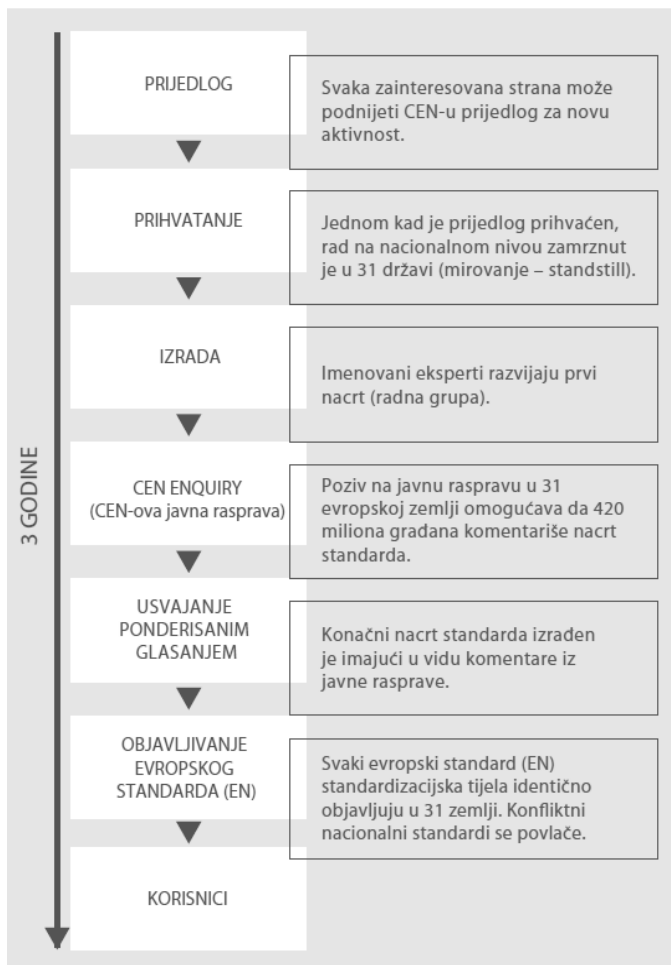 3 GODINE
PRIJEDLOG
Svaka zainteresovana strana može
podnijeti CEN-u prijedlog za novu
aktivnost.
PRIHVATANJE
Jednom kad je prijedlog prihvaćen,
rad na nacionalnom nivou zamrznut
je u 31 državi (mirovanje – standstill).
IZRADA
Imenovani eksperti razvijaju prvi
nacrt (radna grupa).
CEN ENQUIRY
(CEN-ova javna rasprava)
Poziv na javnu raspravu u 31
evropskoj zemlji omogućava da 420
miliona građana komentariše nacrt
standarda.
USVAJANJE
PONDERISANIM
GLASANJEM
Konačni nacrt standarda izrađen
je imajući u vidu komentare iz
javne rasprave.
OBJAVLJIVANJE
EVROPSKOG
STANDARDA (EN)
Svaki evropski standard (EN)
standardizacijska tijela identično
objavljuju u 31 zemlji. Konfliktni
nacionalni standardi se povlače.
KORISNICI